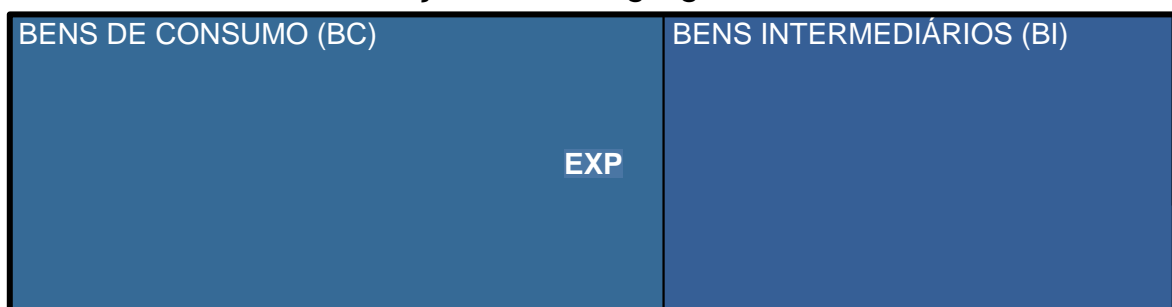 BENS DE CONSUMO (BC)
BENS INTERMEDIÁRIOS (BI)
EXP